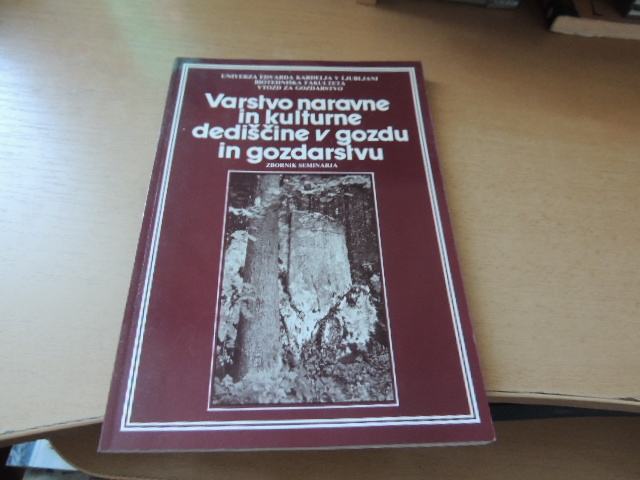 UNIVERZA EDVARDA KARDELJA V LJUBLJANI
BIOTEHNIŠKA FAKULTETA
VTOZD ZA GOZDARSTVO
Varstvo naravne
in kulturne
dediščine v gozdu
in gozdarstvu
ZBORNIK SEMINARJA